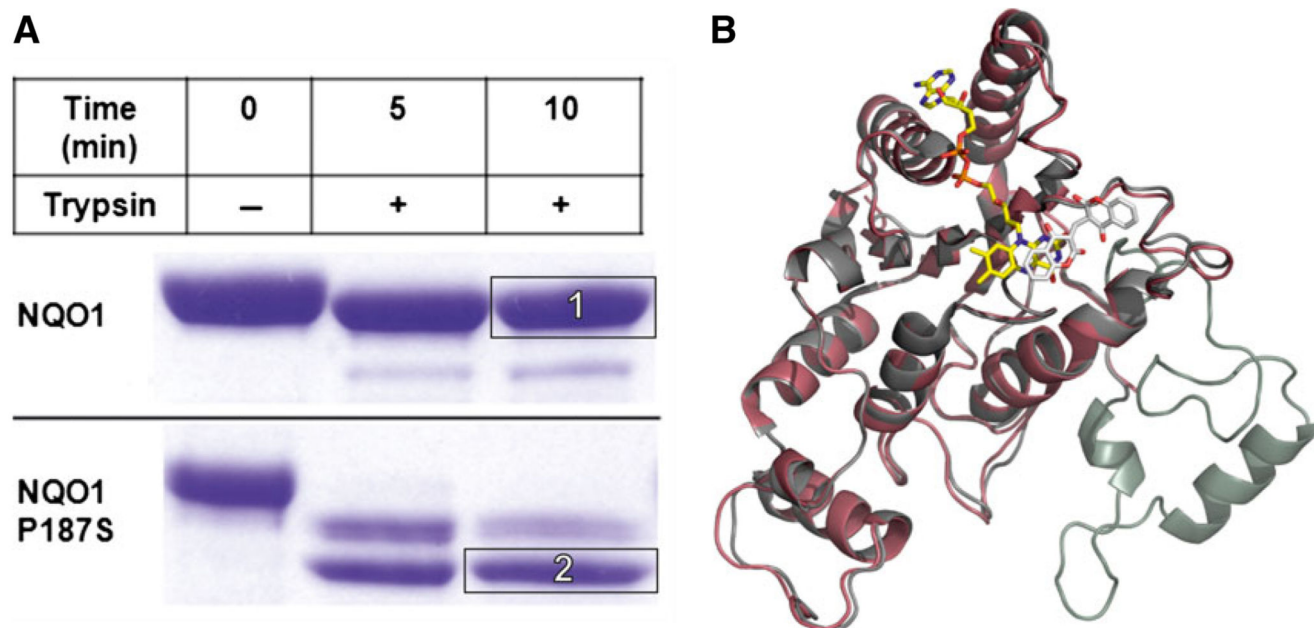 A
B
Time (min) 0 5 10
Trypsin – + +
NQO1
1
NQO1
P187S
2